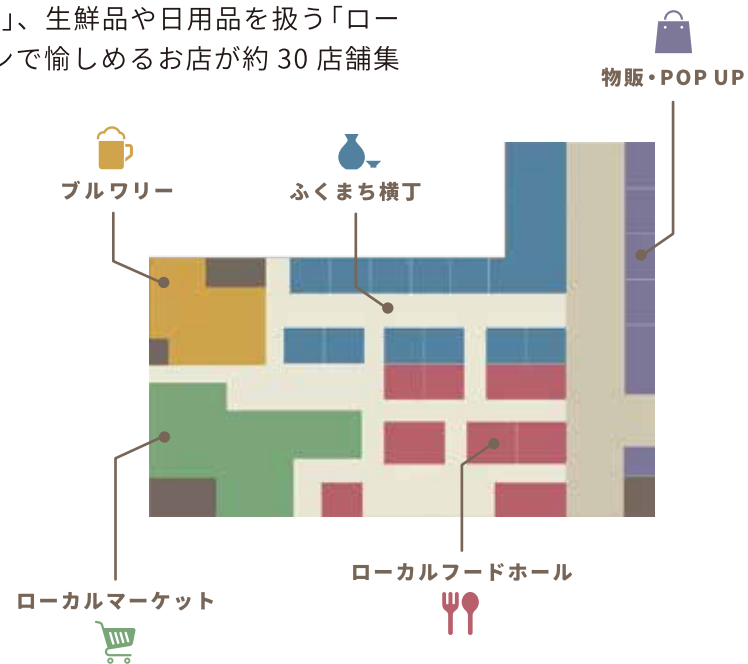 」、生鮮品や日用品を扱う「ロー
ンで愉しめるお店が約 30 店舗集
物販・POP UP
ブルワリー
ふくまち横丁
ローカルフードホール
ローカルマーケット